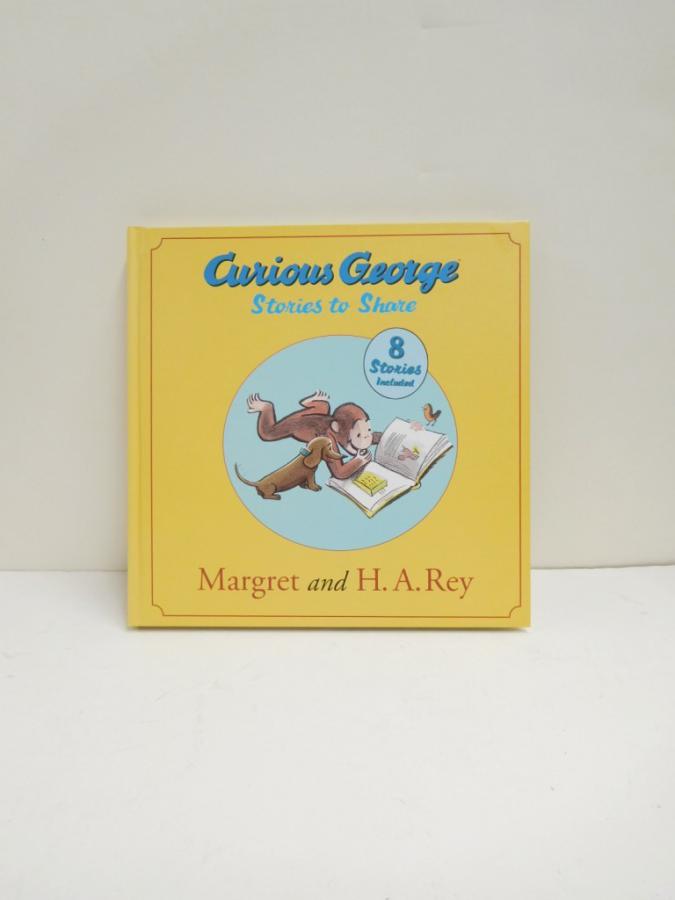 Curious George
Stories to Share
8
Stories
Included
Margret and H. A. Rey